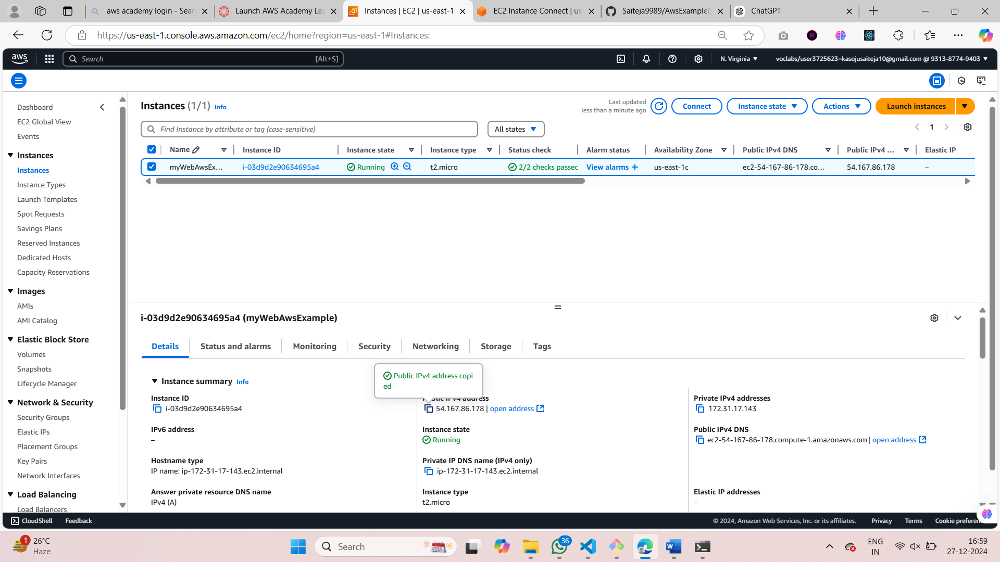 aws academy login - Sear
Launch AWS Academy Lea
Instances | EC2 | us-east-1
EC2 Instance Connect | us
Saiteja9989/AwsExampleG
ChatGPT
https://us-east-1.console.aws.amazon.com/ec2/home?region=us-east-1#Instances:
aws
Search
[Alt+S]
N. Virginia
voclabs/user3725623=kasojusaiteja10@gmail.com @ 9313-8774-9403
Dashboard
EC2 Global View
Events
Instances
Instances
Instance Types
Launch Templates
Spot Requests
Savings Plans
Reserved Instances
Dedicated Hosts
Capacity Reservations
Images
AMIs
AMI Catalog
Elastic Block Store
Volumes
Snapshots
Lifecycle Manager
Network & Security
Security Groups
Elastic IPs
Placement Groups
Key Pairs
Network Interfaces
Load Balancing
Load Balancers
Instances (1/1) Info
Last updated
less than a minute ago
Connect
Instance state
Actions
Launch instances
Find Instance by attribute or tag (case-sensitive)
All states
1
Name
Instance ID
Instance state
Instance type
Status check
Alarm status
Availability Zone
Public IPv4 DNS
Public IPv4 ...
Elastic IP
myWebAwsEx...
i-03d9d2e90634695a4
Running
t2.micro
2/2 checks passec
View alarms +
us-east-1c
ec2-54-167-86-178.co...
54.167.86.178
–
i-03d9d2e90634695a4 (myWebAwsExample)
Details
Status and alarms
Monitoring
Security
Networking
Storage
Tags
Public IPv4 address copi
ed
Instance summary Info
Instance ID
i-03d9d2e90634695a4
Public IPv4 address
54.167.86.178 | open address
Private IPv4 addresses
172.31.17.143
IPv6 address
–
Instance state
Running
Public IPv4 DNS
ec2-54-167-86-178.compute-1.amazonaws.com | open address
Hostname type
IP name: ip-172-31-17-143.ec2.internal
Private IP DNS name (IPv4 only)
ip-172-31-17-143.ec2.internal
Answer private resource DNS name
IPv4 (A)
Instance type
t2.micro
Elastic IP addresses
–
CloudShell
Feedback
© 2024, Amazon Web Services, Inc. or its affiliates.
Privacy
Terms
Cookie preferen
1
26°C
Haze
Search
36
ENG
IN
16:59
27-12-2024